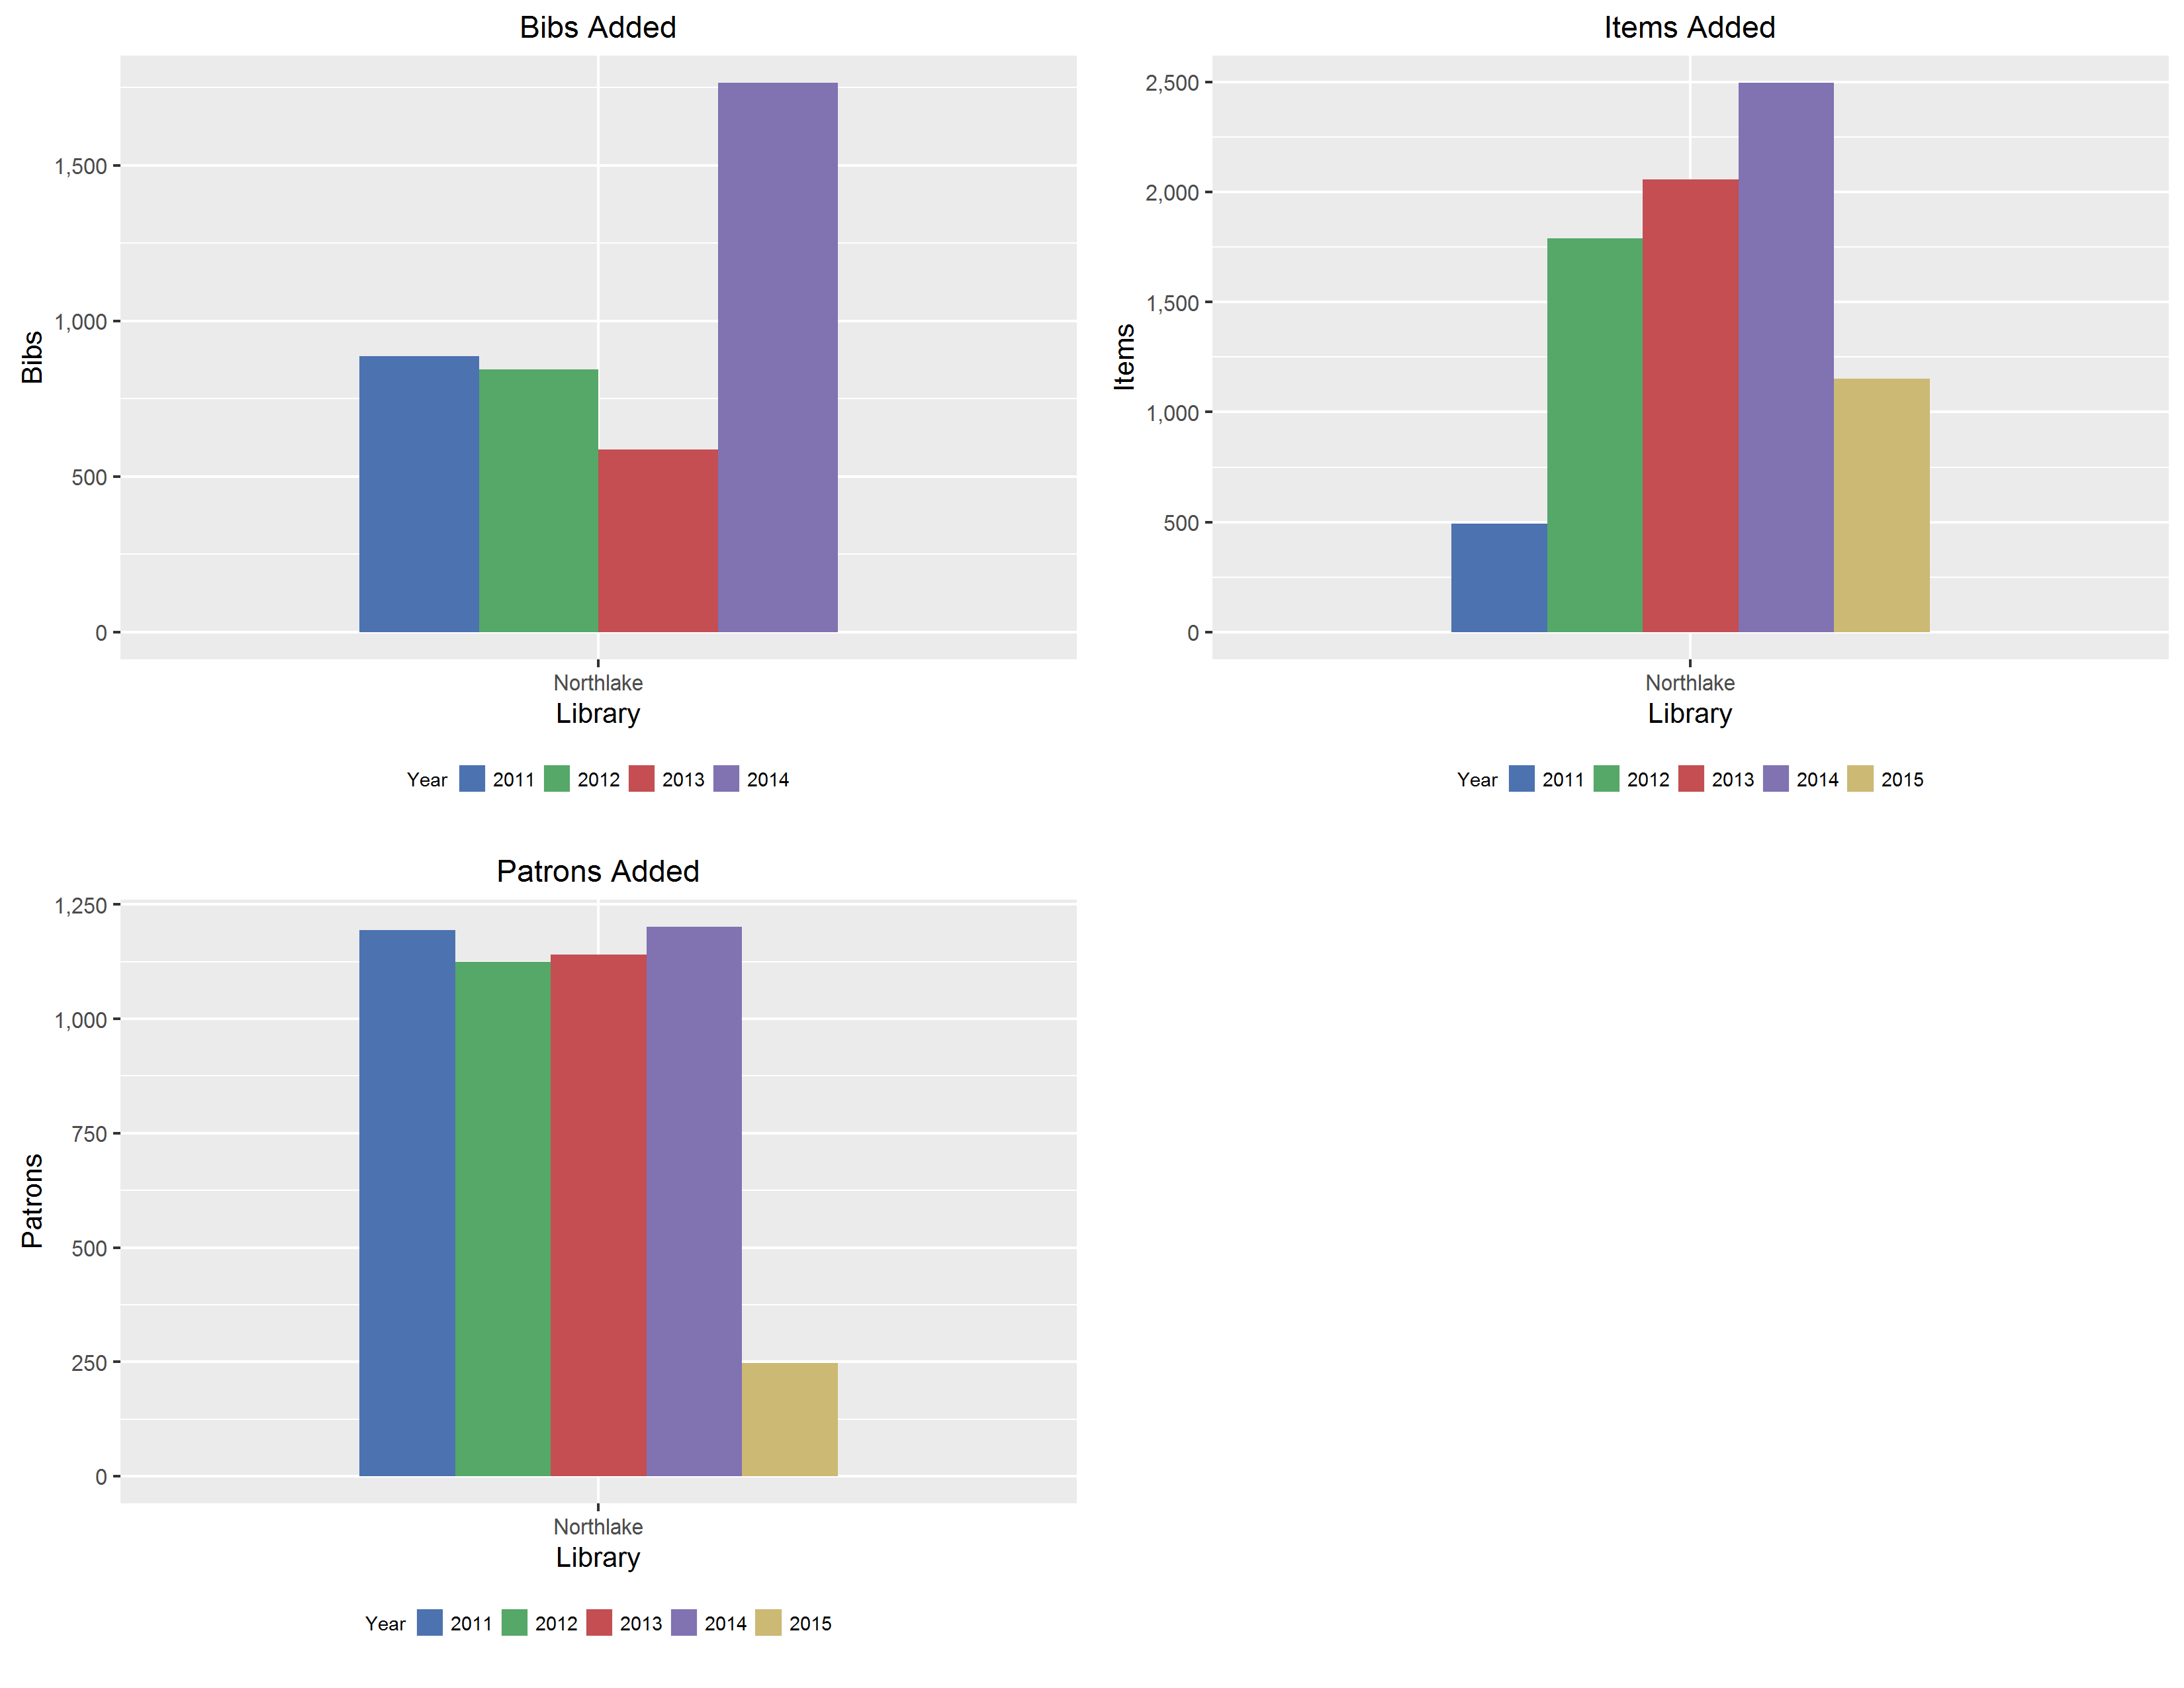 Bibs Added
Bibs
1,500
1,000
500
0
Northlake
Library
Year 2011 2012 2013 2014
Items Added
Items
2,500
2,000
1,500
1,000
500
0
Northlake
Library
Year 2011 2012 2013 2014 2015
Patrons Added
Patrons
1,250
1,000
750
500
250
0
Northlake
Library
Year 2011 2012 2013 2014 2015